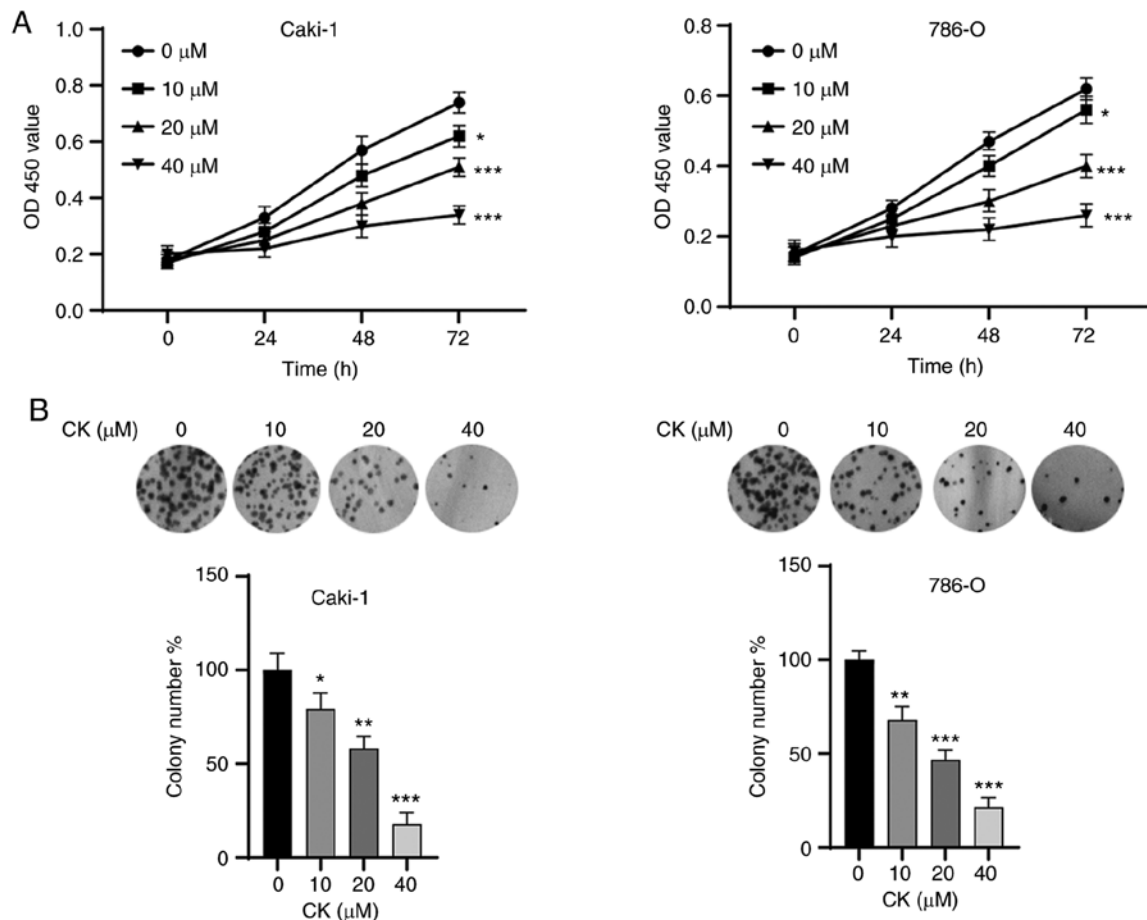 A
Caki-1
1.0
0.8
0.6
0.4
0.2
0.0
OD 450 value
0 μM
10 μM
20 μM
40 μM
*
***
***
0 24 48 72
Time (h)
786-O
0.8
0.6
0.4
0.2
0.0
OD 450 value
0 μM
10 μM
20 μM
40 μM
*
***
***
0 24 48 72
Time (h)
B
CK (μM) 0 10 20 40
Caki-1
150
100
50
0
Colony number %
*
**
***
0 10 20 40
CK (μM)
CK (μM) 0 10 20 40
786-O
150
100
50
0
Colony number %
**
***
***
0 10 20 40
CK (μM)